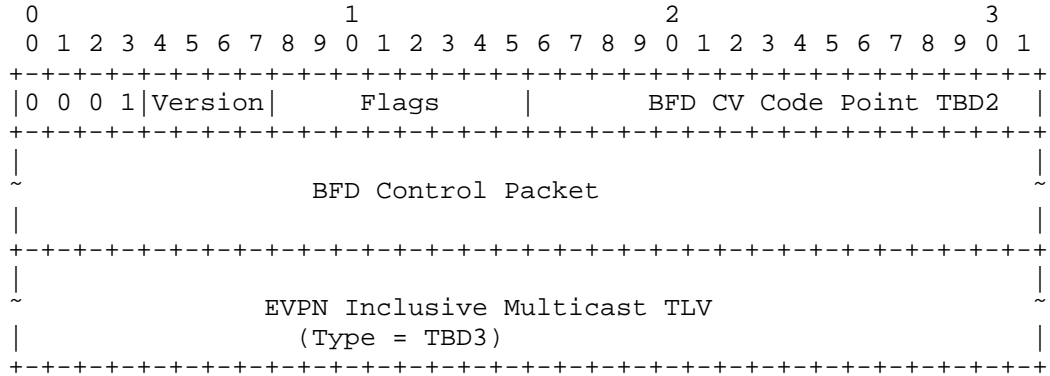 0                   1                   2                   3
 0 1 2 3 4 5 6 7 8 9 0 1 2 3 4 5 6 7 8 9 0 1 2 3 4 5 6 7 8 9 0 1
+-+-+-+-+-+-+-+-+-+-+-+-+-+-+-+-+-+-+-+-+-+-+-+-+-+-+-+-+-+-+-+-+
|0 0 0 1|Version|     Flags     |       BFD CV Code Point TBD2  |
+-+-+-+-+-+-+-+-+-+-+-+-+-+-+-+-+-+-+-+-+-+-+-+-+-+-+-+-+-+-+-+-+
|                                                               |
~                  BFD Control Packet                           ~
|                                                               |
+-+-+-+-+-+-+-+-+-+-+-+-+-+-+-+-+-+-+-+-+-+-+-+-+-+-+-+-+-+-+-+-+
|                                                               |
~               EVPN Inclusive Multicast TLV                    ~
|                 (Type = TBD3)                                 |
+-+-+-+-+-+-+-+-+-+-+-+-+-+-+-+-+-+-+-+-+-+-+-+-+-+-+-+-+-+-+-+-+